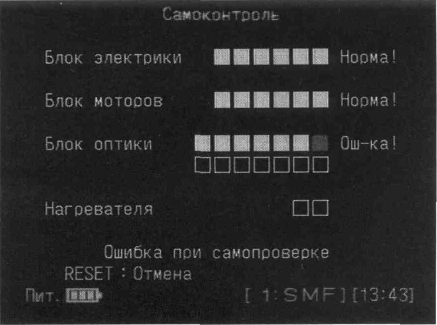 Самоконтроль
Блок электрики Норма!
Блок моторов Норма!
Блок оптики Ош-ка!
Нагревателя
Ошибка при самопроверке
RESET : Отмена
Пит. [ 1:SMF][13:43]